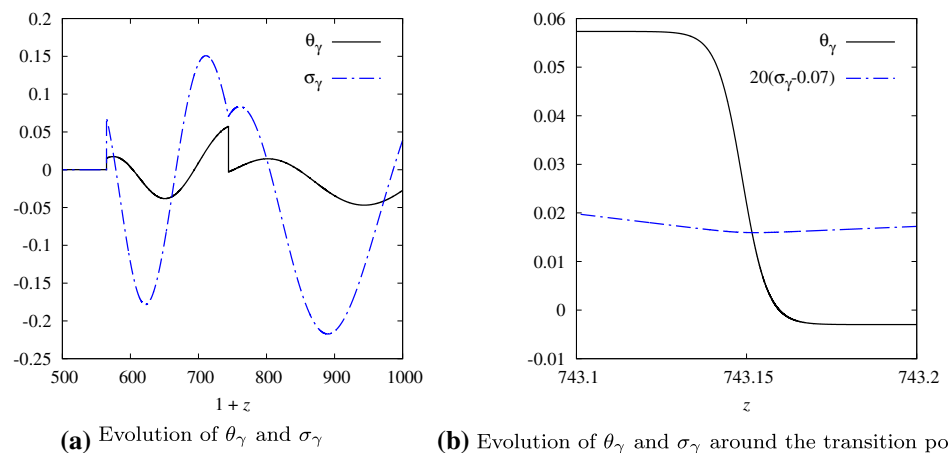 0.2
0.15
0.1
0.05
0
-0.05
-0.1
-0.15
-0.2
-0.25
θγ
σγ
500 600 700 800 900 1000
1 + z
(a) Evolution of θγ and σγ
0.06
0.05
0.04
0.03
0.02
0.01
0
-0.01
θγ
20(σγ-0.07)
743.1 743.15 743.2
z
(b) Evolution of θγ and σγ around the transition po